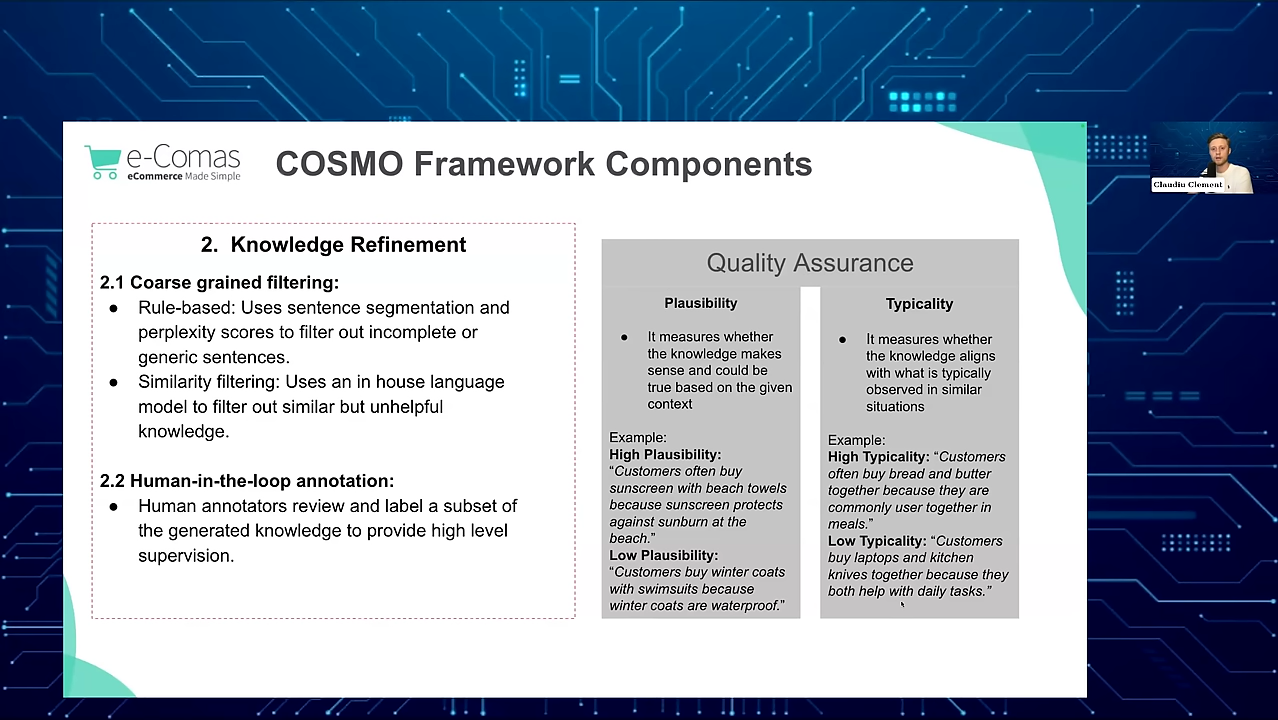 e-Comas
eCommerce Made Simple
COSMO Framework Components
2. Knowledge Refinement
2.1 Coarse grained filtering:
● Rule-based: Uses sentence segmentation and
perplexity scores to filter out incomplete or
generic sentences.
● Similarity filtering: Uses an in house language
model to filter out similar but unhelpful
knowledge.
2.2 Human-in-the-loop annotation:
● Human annotators review and label a subset of
the generated knowledge to provide high level
supervision.
Quality Assurance
Plausibility
● It measures whether
the knowledge makes
sense and could be
true based on the given
context
Example:
High Plausibility:
“Customers often buy
sunscreen with beach towels
because sunscreen protects
against sunburn at the
beach.”
Low Plausibility:
“Customers buy winter coats
with swimsuits because
winter coats are waterproof.”
Typicality
● It measures whether
the knowledge aligns
with what is typically
observed in similar
situations
Example:
High Typicality: “Customers
often buy bread and butter
together because they are
commonly user together in
meals.”
Low Typicality: “Customers
buy laptops and kitchen
knives together because they
both help with daily tasks.”
Claudiu Clement